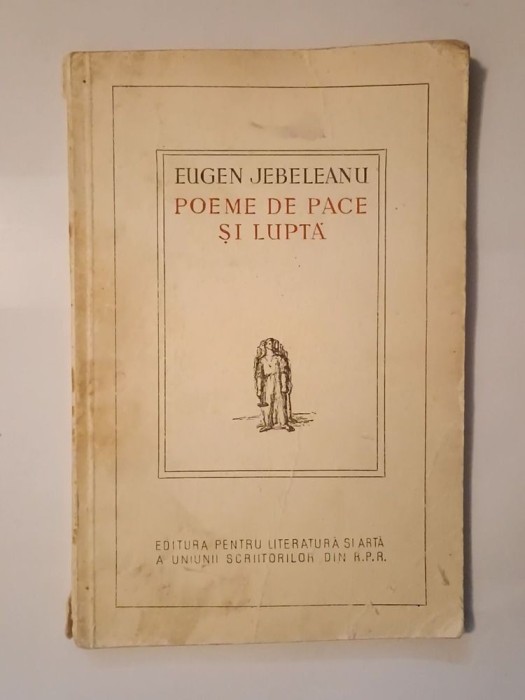 EUGEN JEBELEANU
POEME DE PACE
ȘI LUPTĂ
EDITURA PENTRU LITERATURĂ ȘI ARTĂ
A UNIUNII SCRIITORILOR DIN R.P.R.